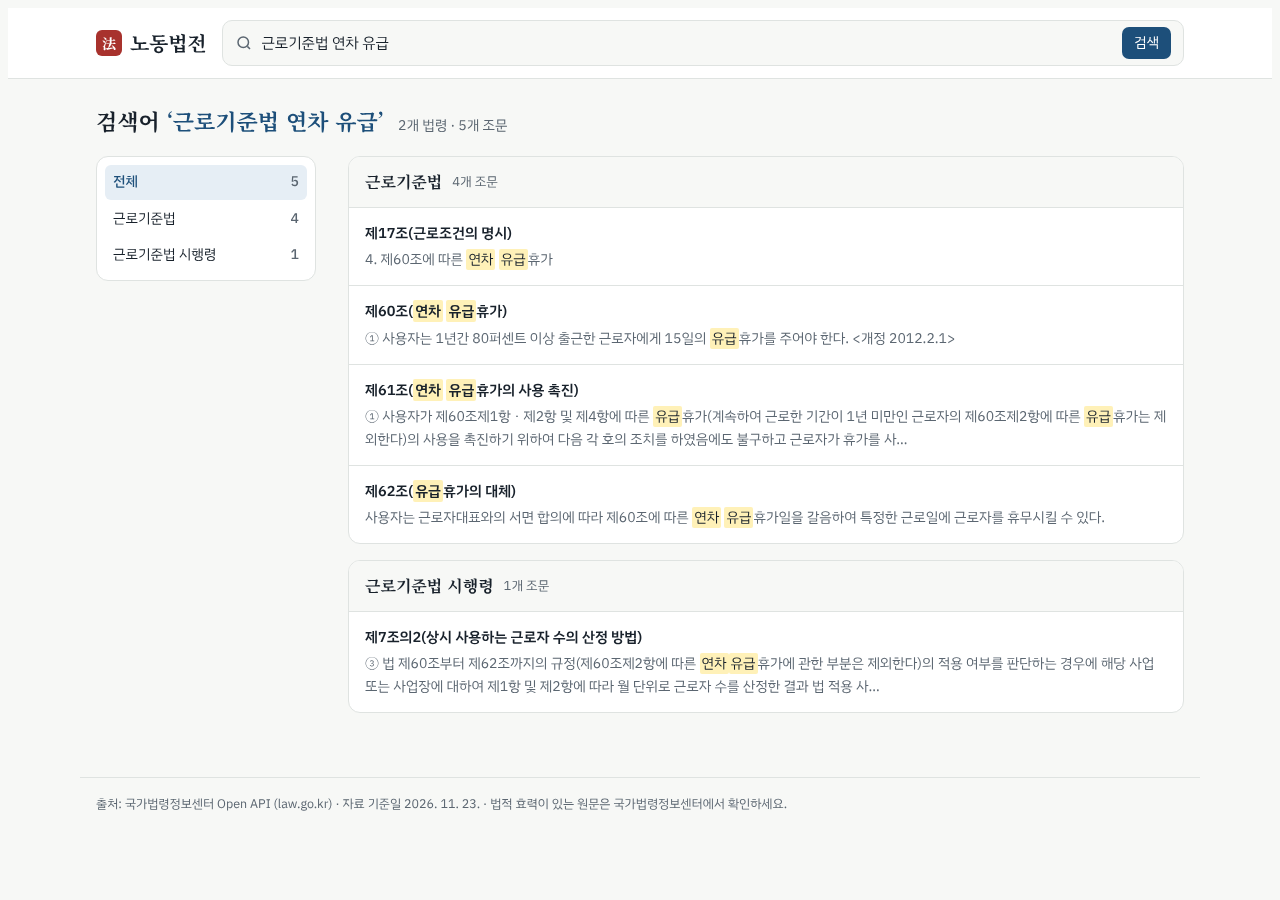 法 노동법전
근로기준법 연차 유급
검색
검색어 ‘근로기준법 연차 유급’ 2개 법령 · 5개 조문
전체 5
근로기준법 4
근로기준법 시행령 1
근로기준법 4개 조문
제17조(근로조건의 명시)
4. 제60조에 따른 연차 유급휴가
제60조(연차 유급휴가)
① 사용자는 1년간 80퍼센트 이상 출근한 근로자에게 15일의 유급휴가를 주어야 한다. <개정 2012.2.1>
제61조(연차 유급휴가의 사용 촉진)
① 사용자가 제60조제1항ㆍ제2항 및 제4항에 따른 유급휴가(계속하여 근로한 기간이 1년 미만인 근로자의 제60조제2항에 따른 유급휴가는 제
외한다)의 사용을 촉진하기 위하여 다음 각 호의 조치를 하였음에도 불구하고 근로자가 휴가를 사…
제62조(유급휴가의 대체)
사용자는 근로자대표와의 서면 합의에 따라 제60조에 따른 연차 유급휴가일을 갈음하여 특정한 근로일에 근로자를 휴무시킬 수 있다.
근로기준법 시행령 1개 조문
제7조의2(상시 사용하는 근로자 수의 산정 방법)
③ 법 제60조부터 제62조까지의 규정(제60조제2항에 따른 연차 유급휴가에 관한 부분은 제외한다)의 적용 여부를 판단하는 경우에 해당 사업
또는 사업장에 대하여 제1항 및 제2항에 따라 월 단위로 근로자 수를 산정한 결과 법 적용 사…
출처: 국가법령정보센터 Open API (law.go.kr) · 자료 기준일 2026. 11. 23. · 법적 효력이 있는 원문은 국가법령정보센터에서 확인하세요.